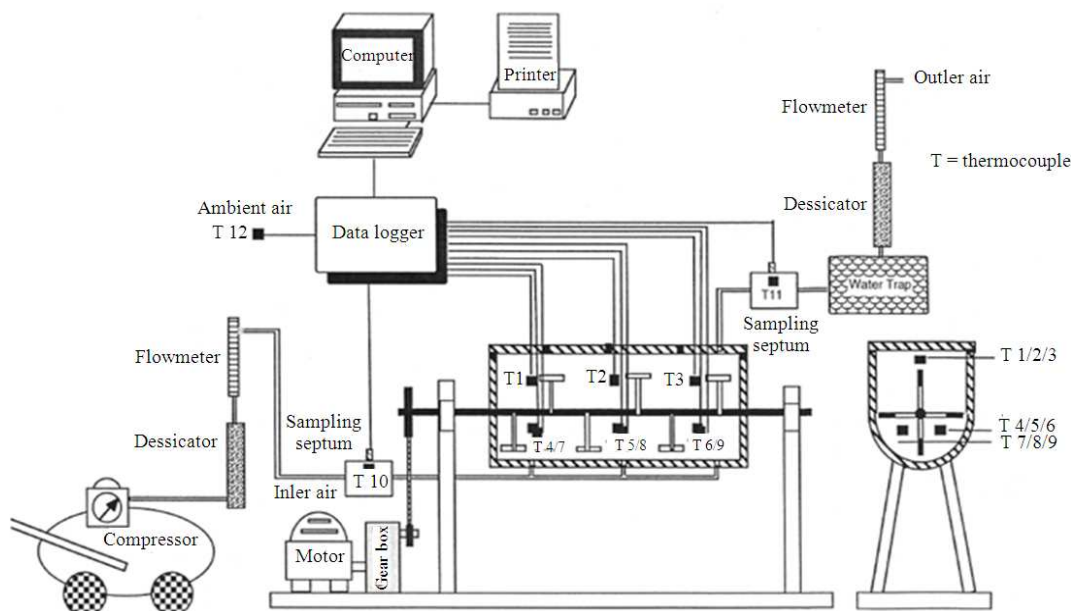 Computer
Printer
Outler air
Flowmeter
T = thermocouple
Dessicator
Ambient air
T 12
Data logger
Water Trap
T11
Sampling
septum
Flowmeter
T1
T2
T3
T 1/2/3
Sampling
septum
Dessicator
T 4/7
T 5/8
T 6/9
T 4/5/6
T 7/8/9
T 10
Inler air
Compressor
Motor
Gear box